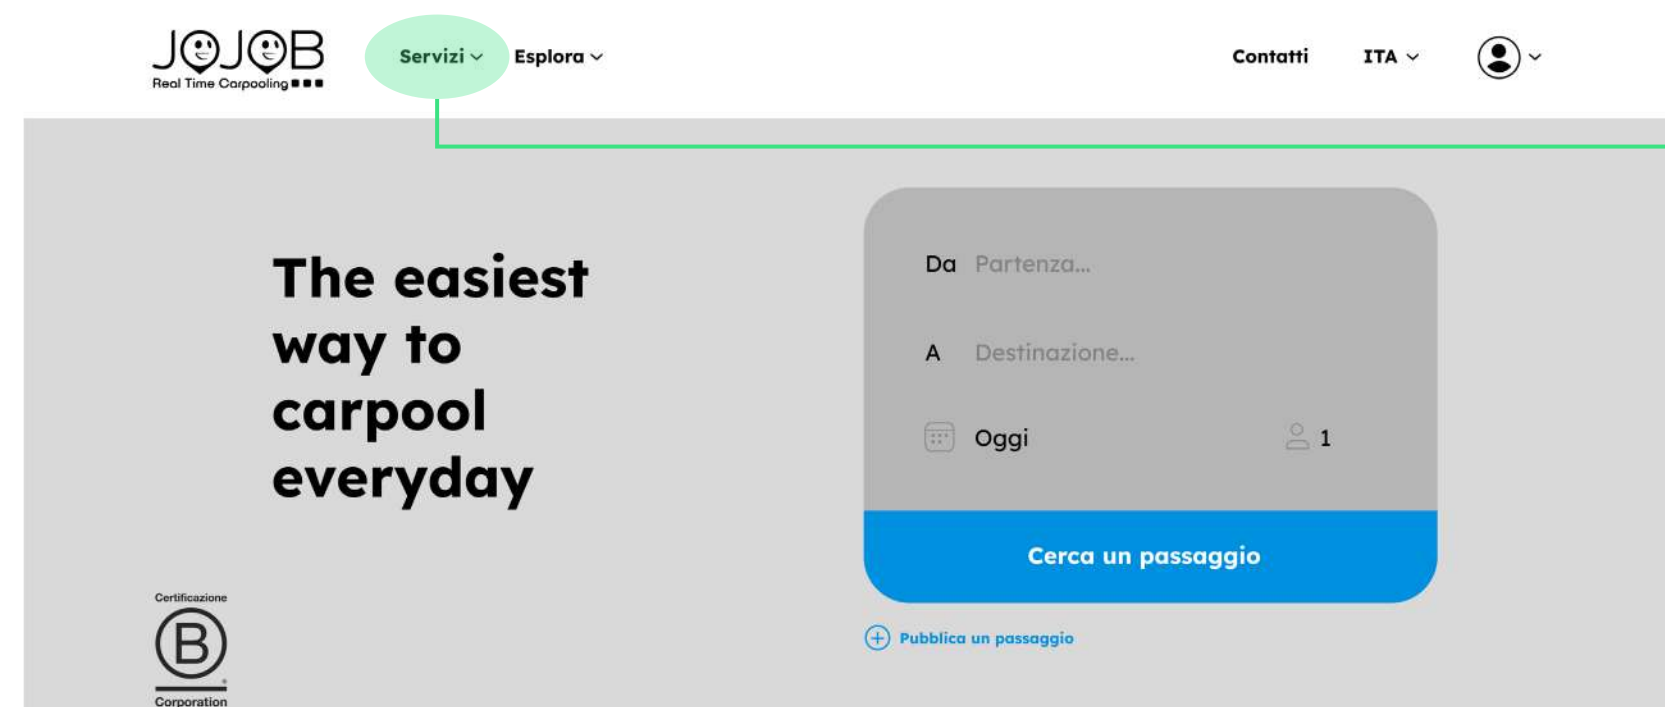 JOJOB
Real Time Carpooling
Servizi
Esplora
Contatti
ITA
The easiest
way to
carpool
everyday
Da Partenza...
A Destinazione...
Oggi
1
Cerca un passaggio
Pubblica un passaggio
Certificazione
B
Corporation